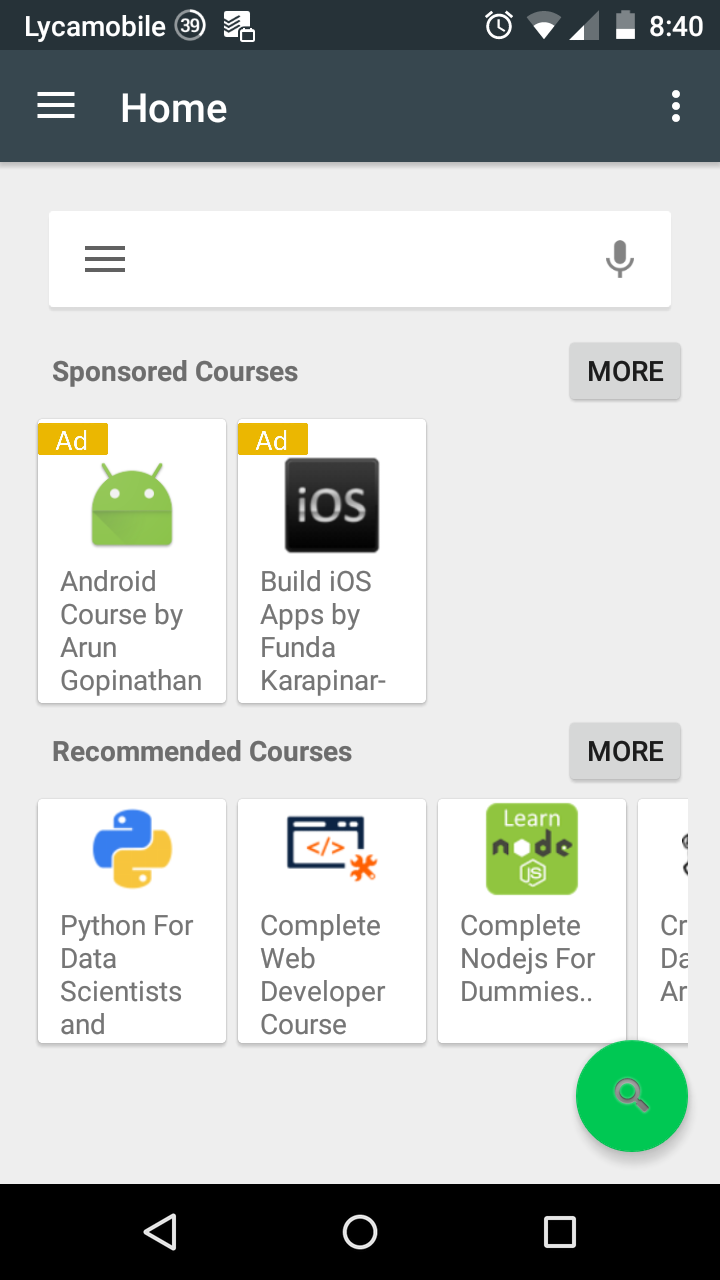 Lycamobile 39 8:40
Home
Sponsored Courses MORE
Ad Ad
iOS
Android
Course by
Arun
Gopinathan
Build iOS
Apps by
Funda
Karapinar-
Recommended Courses MORE
</>
Learn
node
JS
Python For
Data
Scientists
and
Complete
Web
Developer
Course
Complete
Nodejs For
Dummies..
Cr
Da
Ar